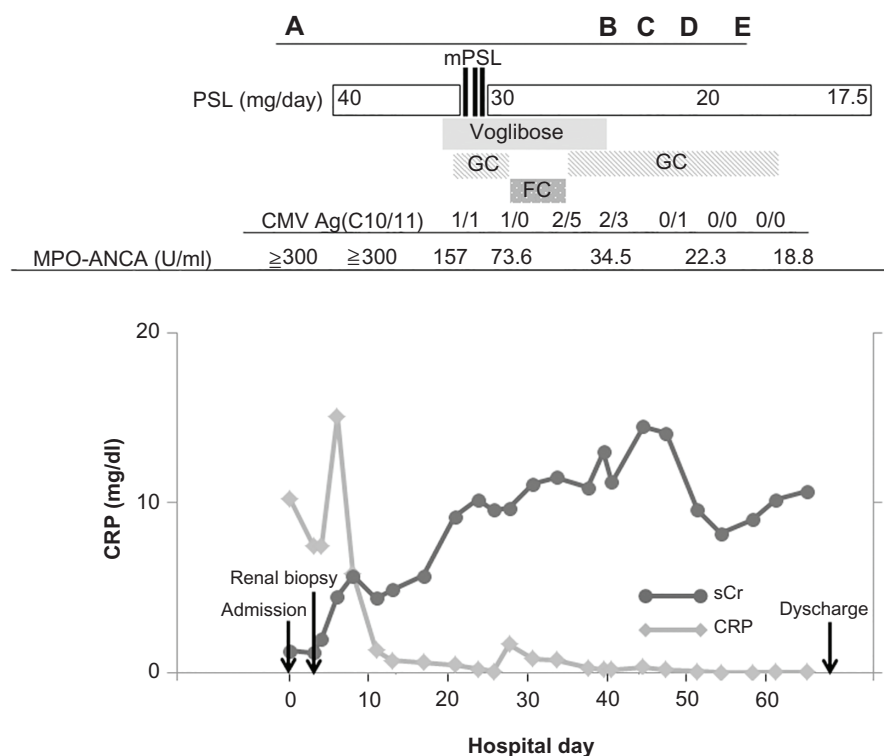 A B C D E
mPSL
PSL (mg/day) 40 30 20 17.5
Voglibose
GC GC
FC
CMV Ag(C10/11) 1/1 1/0 2/5 2/3 0/1 0/0 0/0
MPO-ANCA (U/ml) ≧300 ≧300 157 73.6 34.5 22.3 18.8
20
10
0
CRP (mg/dl)
Renal biopsy
Admission
sCr
CRP
Dyscharge
0 10 20 30 40 50 60
Hospital day